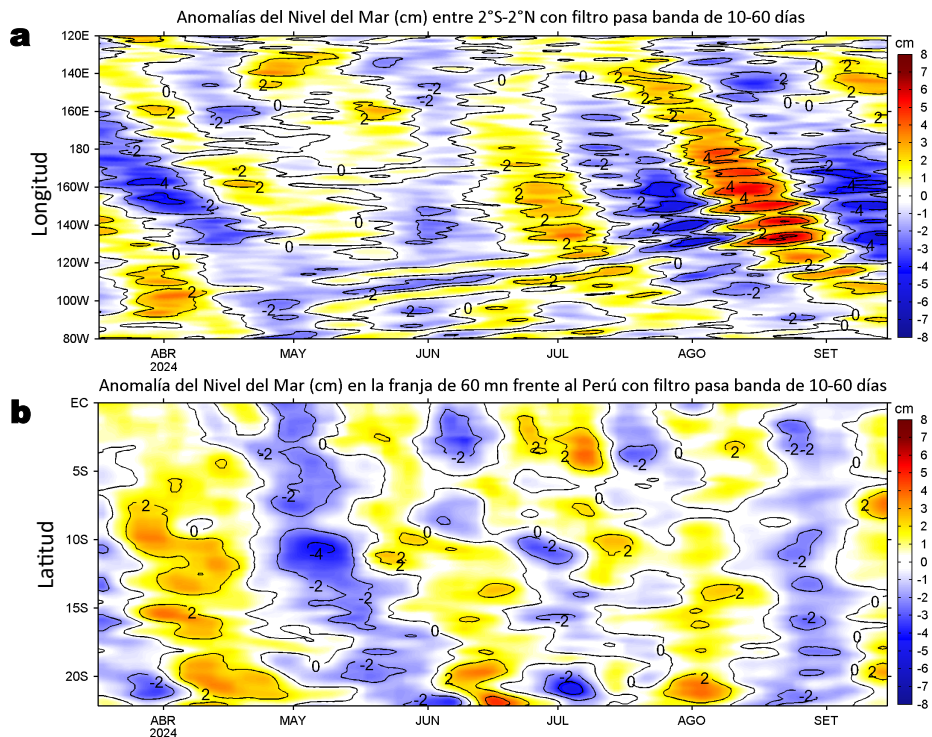 Anomalías del Nivel del Mar (cm) entre 2°S-2°N con filtro pasa banda de 10-60 días
a
cm
Longitud
120E
140E
160E
180
160W
140W
120W
100W
80W
8
7
6
5
4
3
2
1
0
-1
-2
-3
-4
-5
-6
-7
-8
ABR
2024
MAY
JUN
JUL
AGO
SET
Anomalía del Nivel del Mar (cm) en la franja de 60 mn frente al Perú con filtro pasa banda de 10-60 días
b
cm
Latitud
EC
5S
10S
15S
20S
8
7
6
5
4
3
2
1
0
-1
-2
-3
-4
-5
-6
-7
-8
ABR
2024
MAY
JUN
JUL
AGO
SET